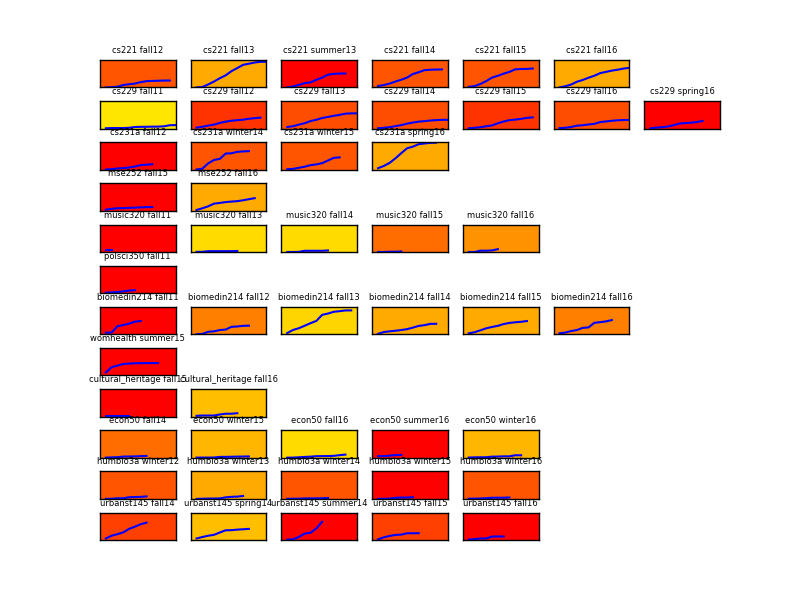 cs221 fall12 cs221 fall13 cs221 summer13 cs221 fall14 cs221 fall15 cs221 fall16
cs229 fall11 cs229 fall12 cs229 fall13 cs229 fall14 cs229 fall15 cs229 fall16 cs229 spring16
cs231a fall12 cs231a winter14 cs231a winter15 cs231a spring16
mse252 fall15 mse252 fall16
music320 fall11 music320 fall13 music320 fall14 music320 fall15 music320 fall16
polsci350 fall11
biomedin214 fall11 biomedin214 fall12 biomedin214 fall13 biomedin214 fall14 biomedin214 fall15 biomedin214 fall16
womhealth summer15
cultural_heritage fall15 cultural_heritage fall16
econ50 fall14 econ50 winter15 econ50 fall16 econ50 summer16 econ50 winter16
humbio3a winter12 humbio3a winter13 humbio3a winter14 humbio3a winter15 humbio3a winter16
urbanst145 fall14 urbanst145 spring14 urbanst145 summer14 urbanst145 fall15 urbanst145 fall16